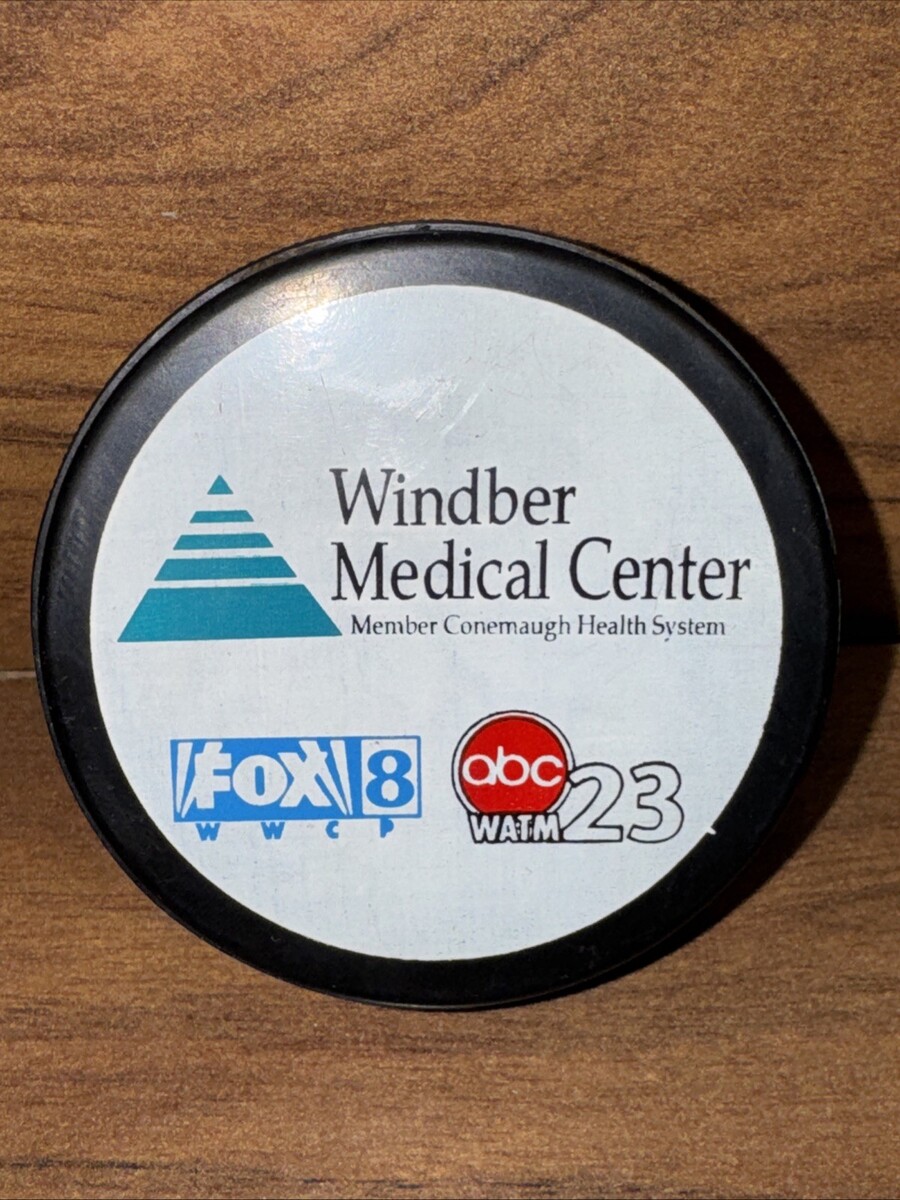 Windber
Medical Center
Member Conemaugh Health System
FOX 8
WWCP
abc
WATM 23